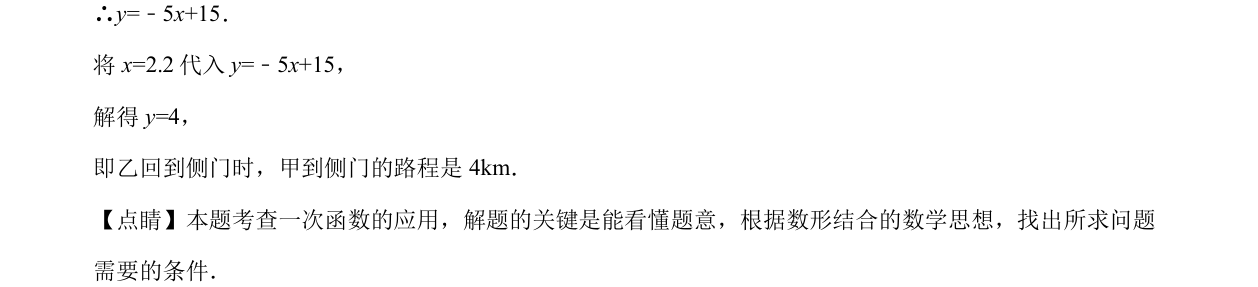 ∴y=﹣5x+15.
将 x=2.2 代入 y=﹣5x+15，
解得 y=4，
即乙回到侧门时，甲到侧门的路程是 4km.
【点睛】本题考查一次函数的应用，解题的关键是能看懂题意，根据数形结合的数学思想，找出所求问题
需要的条件.